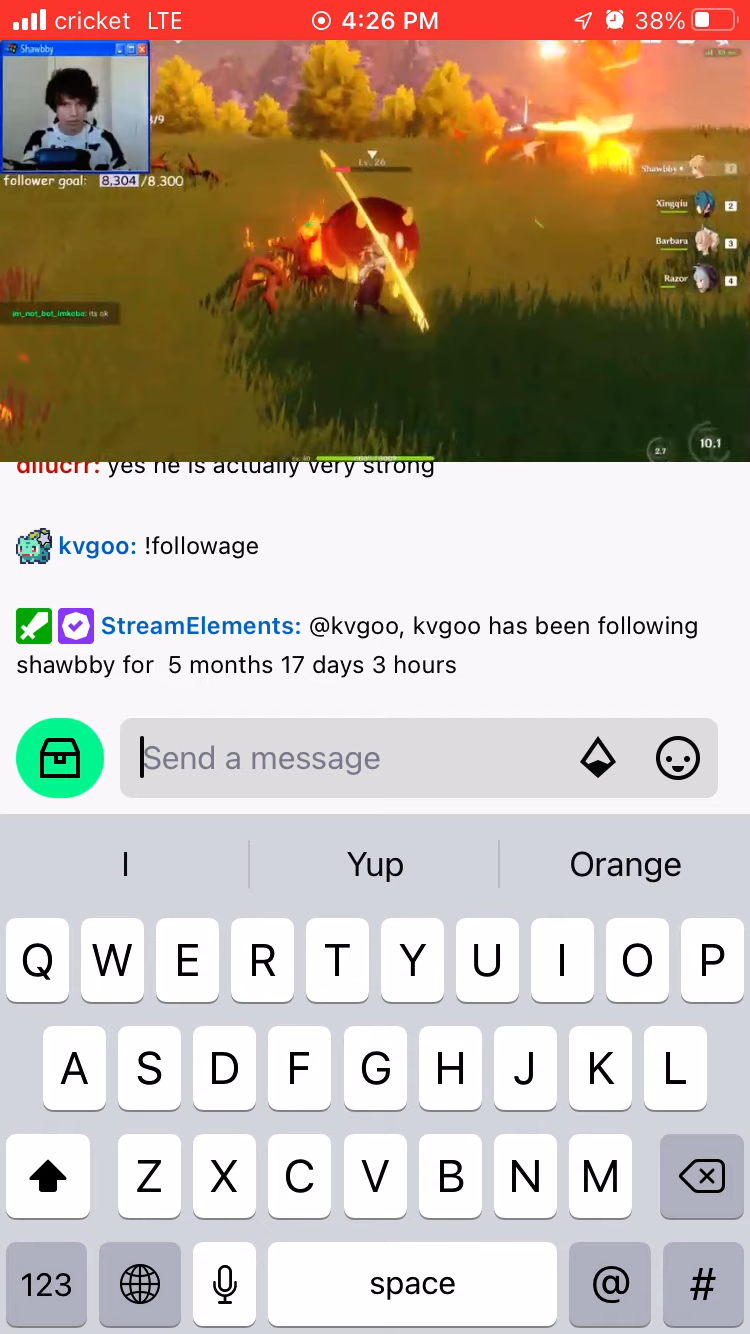 cricket LTE
4:26 PM
38%
Shawbby
/9
follower goal: 8,304 /8.300
Lv. 26
Shawbby
1
Xingqiu
2
Barbara
3
Razor
4
im_not_bot_imkobe: its ok
2.7
10.1
dilucrr: yes he is actually very strong
kvgoo: !followage
StreamElements: @kvgoo, kvgoo has been following
shawbby for 5 months 17 days 3 hours
Send a message
I Yup Orange
Q W E R T Y U I O P
A S D F G H J K L
Z X C V B N M
123 space @ #